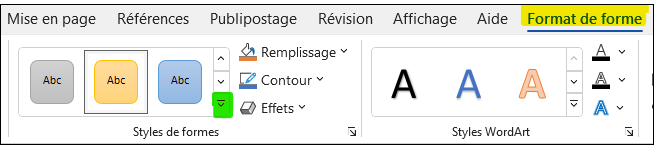 Mise en page Références Publipostage Révision Affichage Aide Format de forme
Abc Abc Abc
Remplissage
Contour
Effets
A A A
A
A
A
Styles de formes Styles WordArt